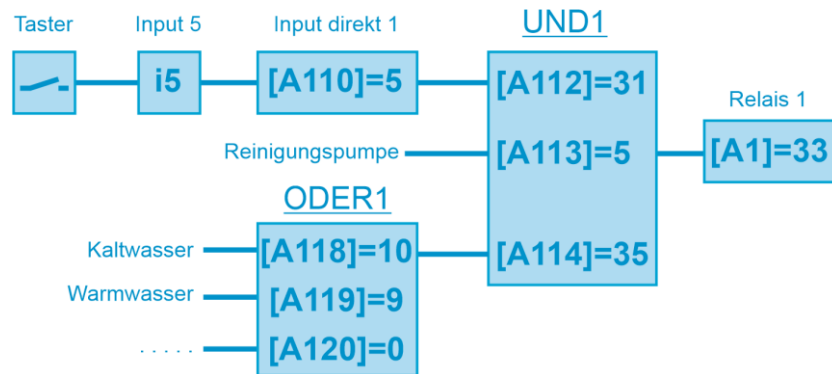 Taster
Input 5
Input direkt 1
UND1
i5
[A110]=5
[A112]=31
Relais 1
Reinigungspumpe
[A113]=5
[A1]=33
ODER1
Kaltwasser
[A118]=10
[A114]=35
Warmwasser
[A119]=9
.....
[A120]=0